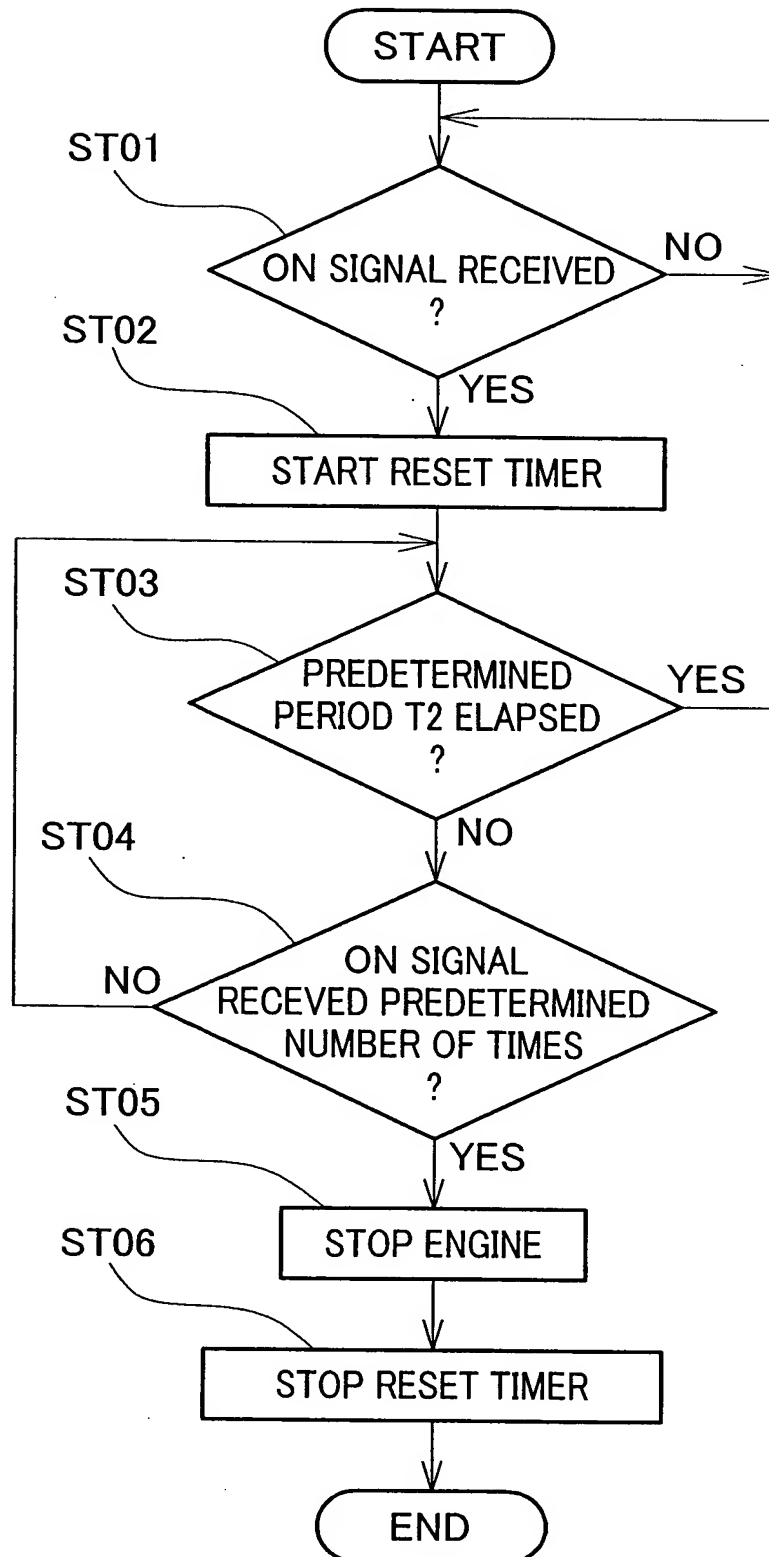 START
ST01
ON SIGNAL RECEIVED
?
NO
YES
ST02
START RESET TIMER
ST03
PREDETERMINED
PERIOD T2 ELAPSED
?
YES
NO
ST04
ON SIGNAL
RECEVED PREDETERMINED
NUMBER OF TIMES
?
NO
YES
ST05
STOP ENGINE
ST06
STOP RESET TIMER
END